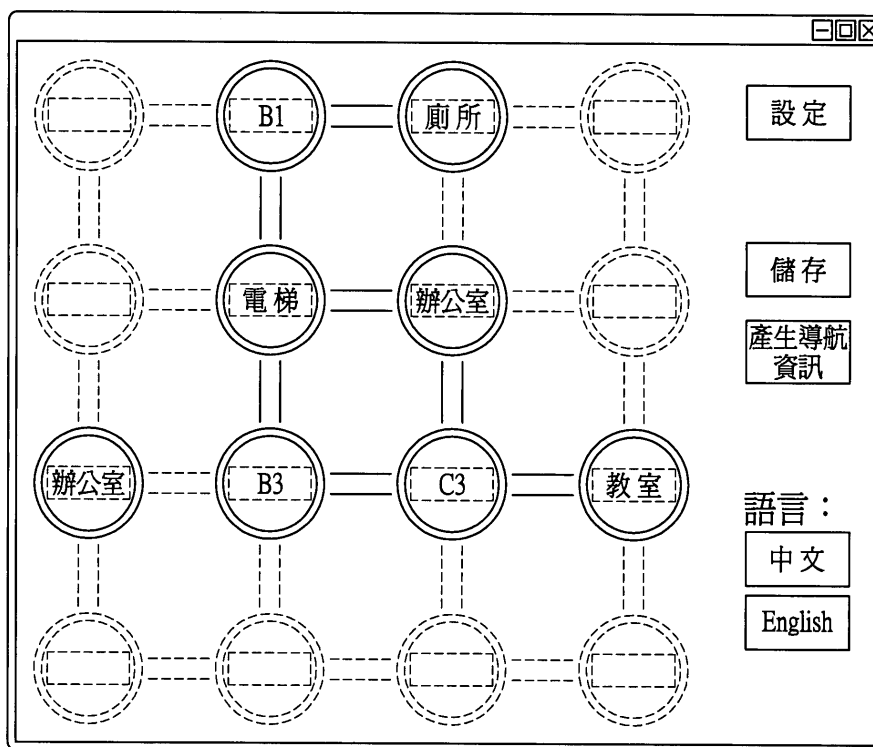 B1
廁所
設定
電梯
辦公室
儲存
產生導航
資訊
辦公室
B3
C3
教室
語言：
中文
English